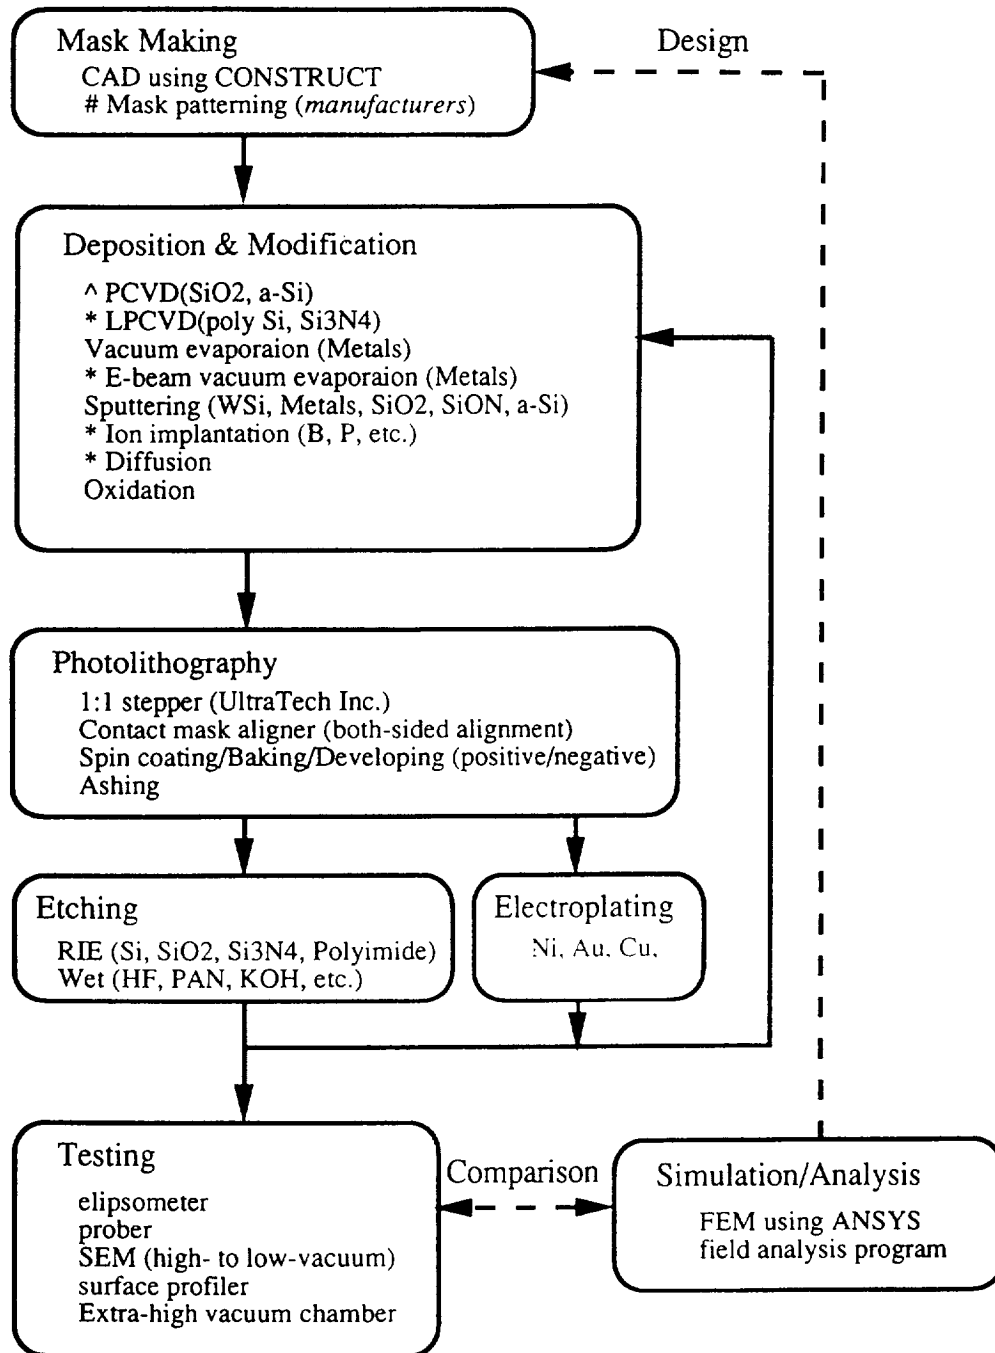 Mask Making
CAD using CONSTRUCT
# Mask patterning (manufacturers)
Design
Deposition & Modification
^ PCVD(SiO2, a-Si)
* LPCVD(poly Si, Si3N4)
Vacuum evaporaion (Metals)
* E-beam vacuum evaporaion (Metals)
Sputtering (WSi, Metals, SiO2, SiON, a-Si)
* Ion implantation (B, P, etc.)
* Diffusion
Oxidation
Photolithography
1:1 stepper (UltraTech Inc.)
Contact mask aligner (both-sided alignment)
Spin coating/Baking/Developing (positive/negative)
Ashing
Etching
RIE (Si, SiO2, Si3N4, Polyimide)
Wet (HF, PAN, KOH, etc.)
Electroplating
Ni, Au, Cu,
Testing
elipsometer
prober
SEM (high- to low-vacuum)
surface profiler
Extra-high vacuum chamber
Comparison
Simulation/Analysis
FEM using ANSYS
field analysis program